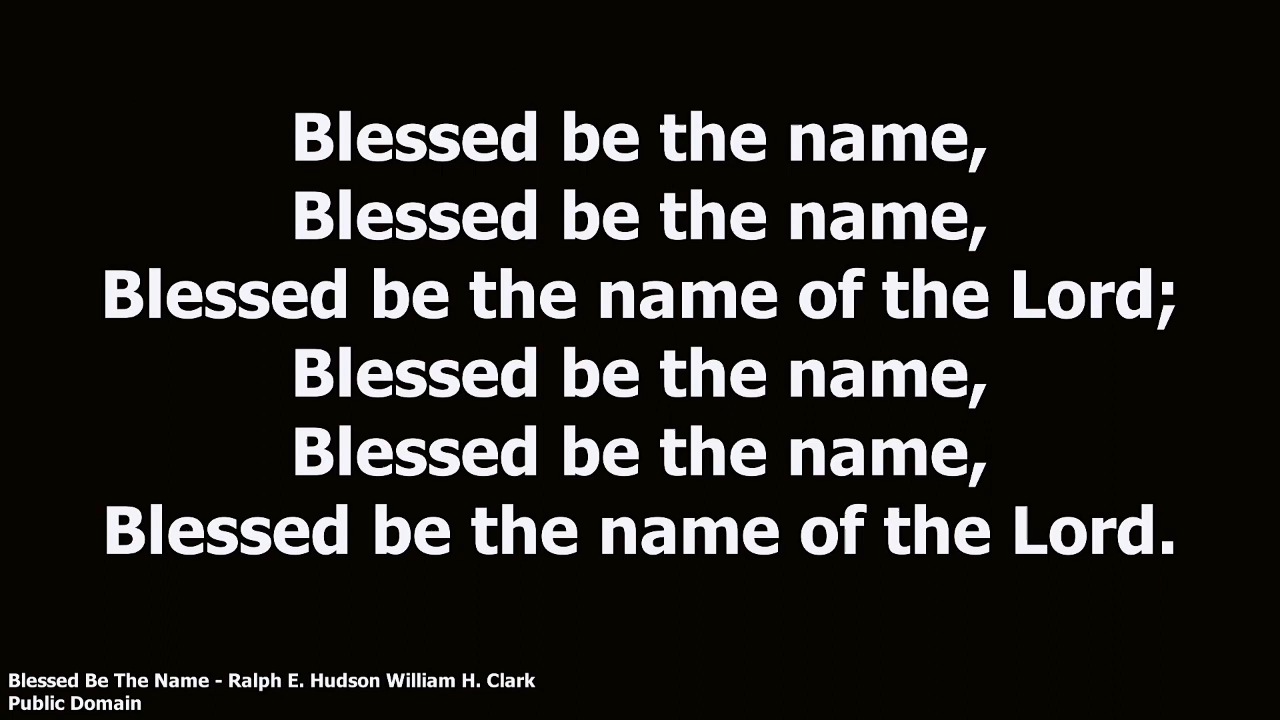 Blessed be the name,
Blessed be the name,
Blessed be the name of the Lord;
Blessed be the name,
Blessed be the name,
Blessed be the name of the Lord.
Blessed Be The Name - Ralph E. Hudson William H. Clark
Public Domain